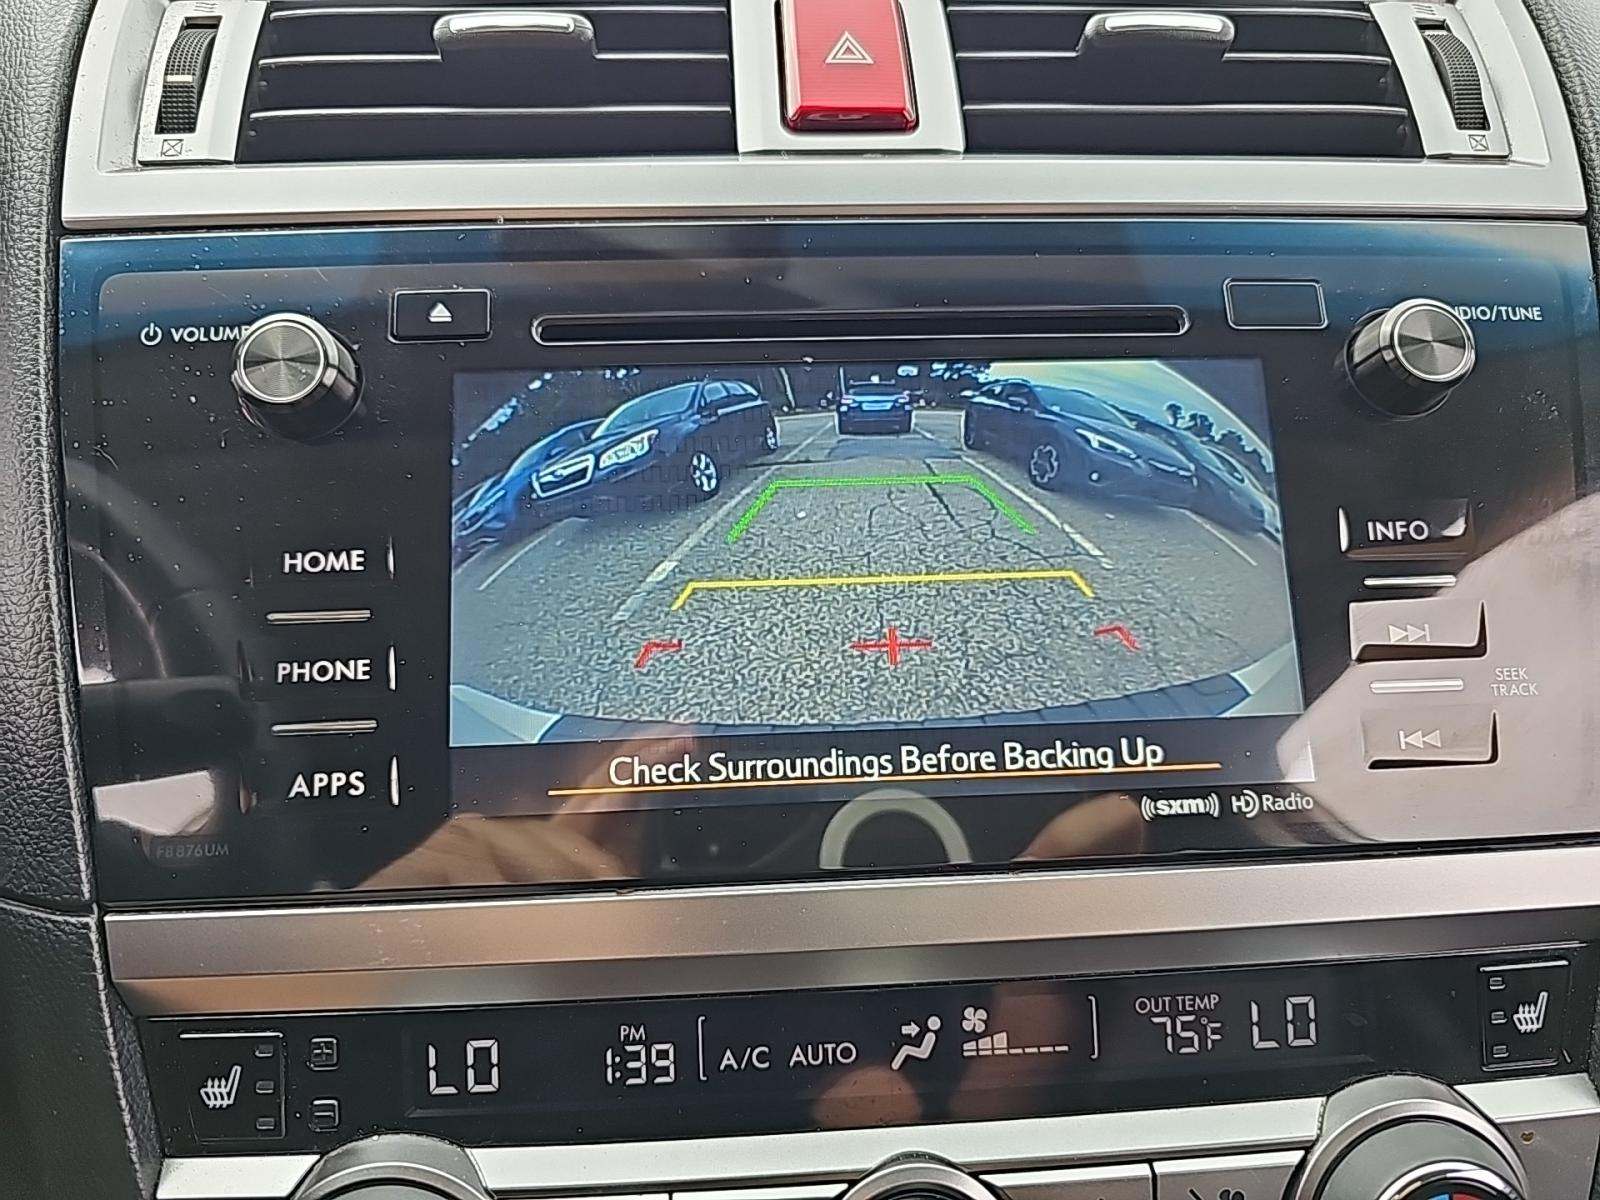 VOLUME
DIO/TUNE
HOME
INFO
PHONE
SEEK
TRACK
APPS
Check Surroundings Before Backing Up
((sxm)) HD Radio
FB876UM
PM
OUT TEMP
LO 1:39 A/C AUTO 75°F LO